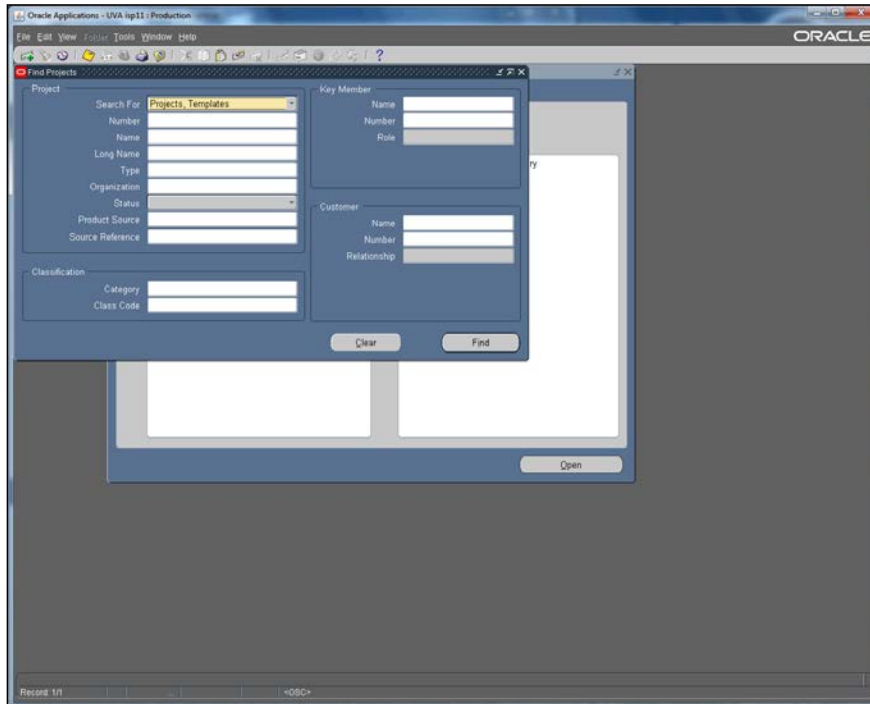 Oracle Applications - UVA isp11 : Production
File Edit View Folder Tools Window Help
ORACLE
Find Projects
Project
Search For Projects, Templates
Number
Name
Long Name
Type
Organization
Status
Product Source
Source Reference
Key Member
Name
Number
Role
ry
Customer
Name
Number
Relationship
Classification
Category
Class Code
Clear
Find
Open
Record: 1/1
...
<OSC>